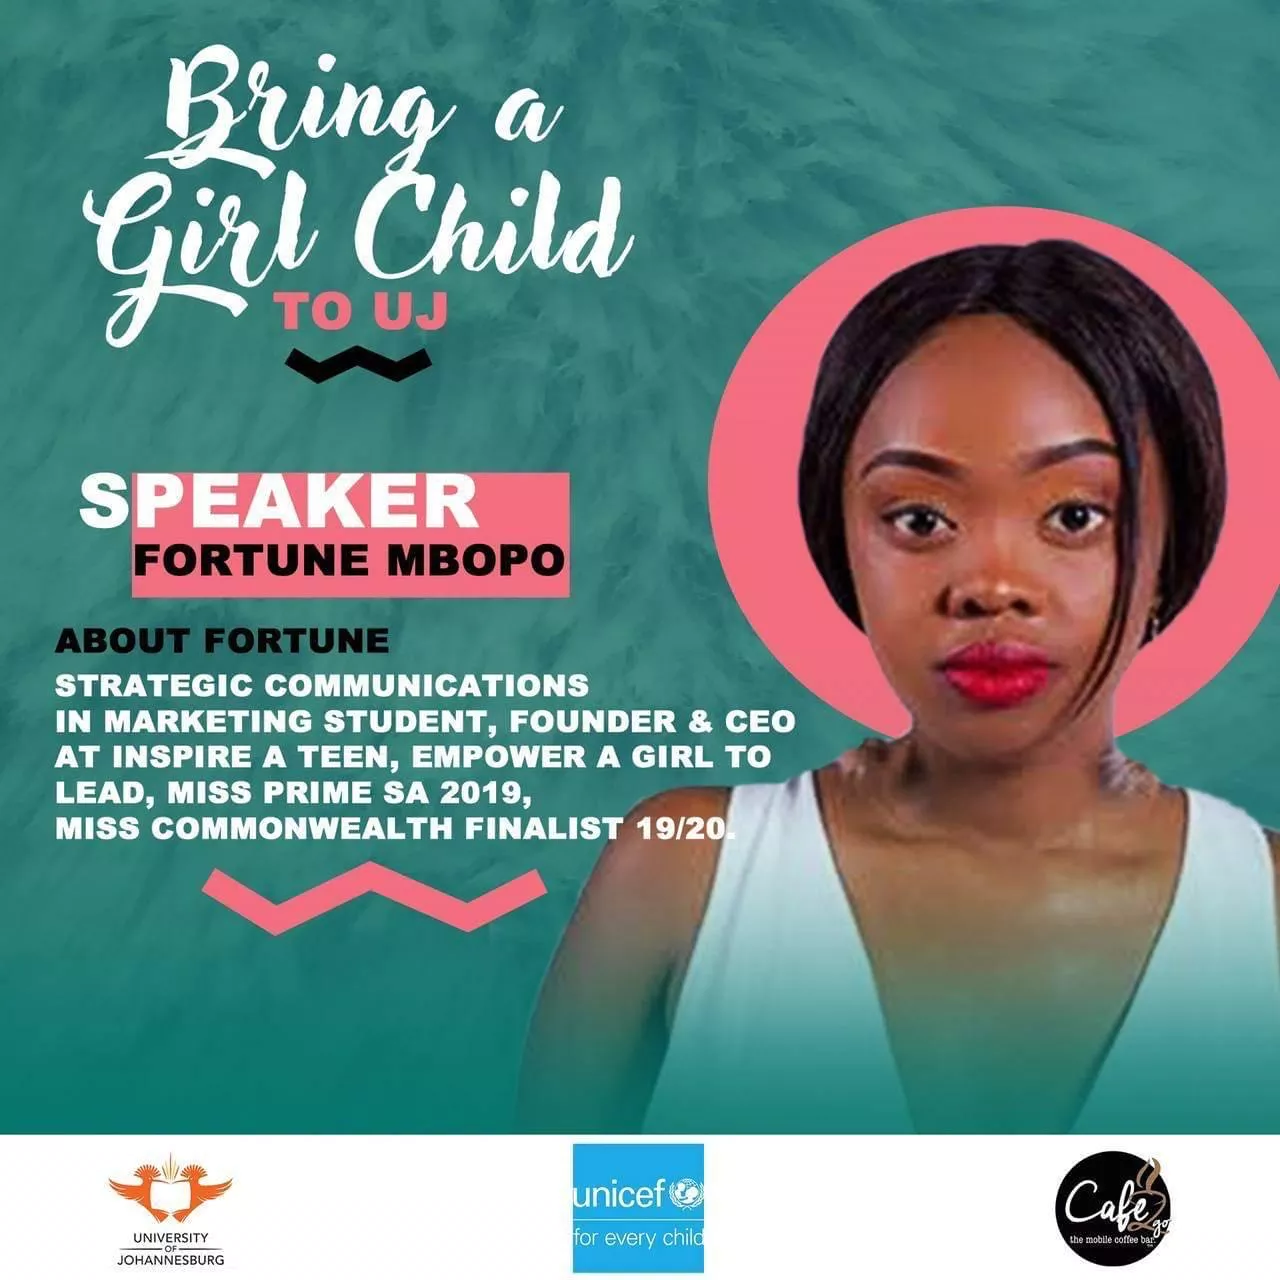 Bring a
Girl Child
TO UJ
SPEAKER
FORTUNE MBOPO
ABOUT FORTUNE
STRATEGIC COMMUNICATIONS
IN MARKETING STUDENT, FOUNDER & CEO
AT INSPIRE A TEEN, EMPOWER A GIRL TO
LEAD, MISS PRIME SA 2019,
MISS COMMONWEALTH FINALIST 19/20.
UNIVERSITY
OF
JOHANNESBURG
unicef
for every child
Cafe
2go
the mobile coffee bar